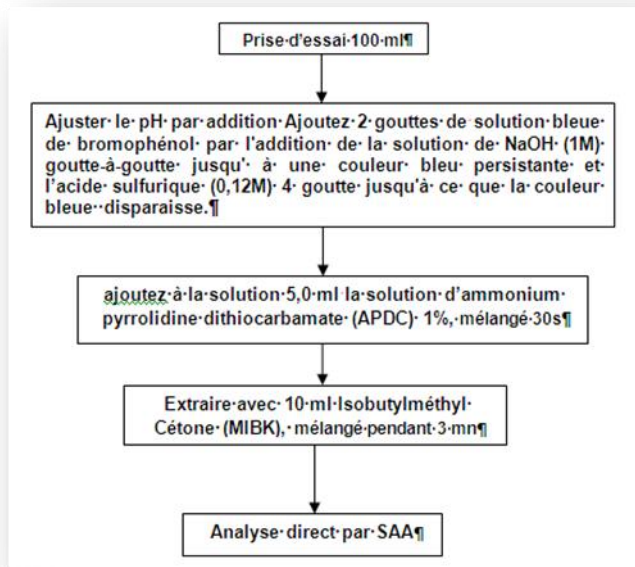 Prise d'essai 100 ml¶
Ajuster le pH par addition Ajoutez 2 gouttes de solution bleue
de bromophénol par l'addition de la solution de NaOH (1M)
goutte-à-goutte jusqu' à une couleur bleu persistante et
l'acide sulfurique (0,12M) 4 goutte jusqu'à ce que la couleur
bleue disparaisse.¶
ajoutez à la solution 5,0 ml la solution d'ammonium
pyrrolidine dithiocarbamate (APDC) 1%, mélangé 30s¶
Extraire avec 10 ml Isobutylméthyl
Cétone (MIBK), mélangé pendant 3 mn¶
Analyse direct par SAA¶